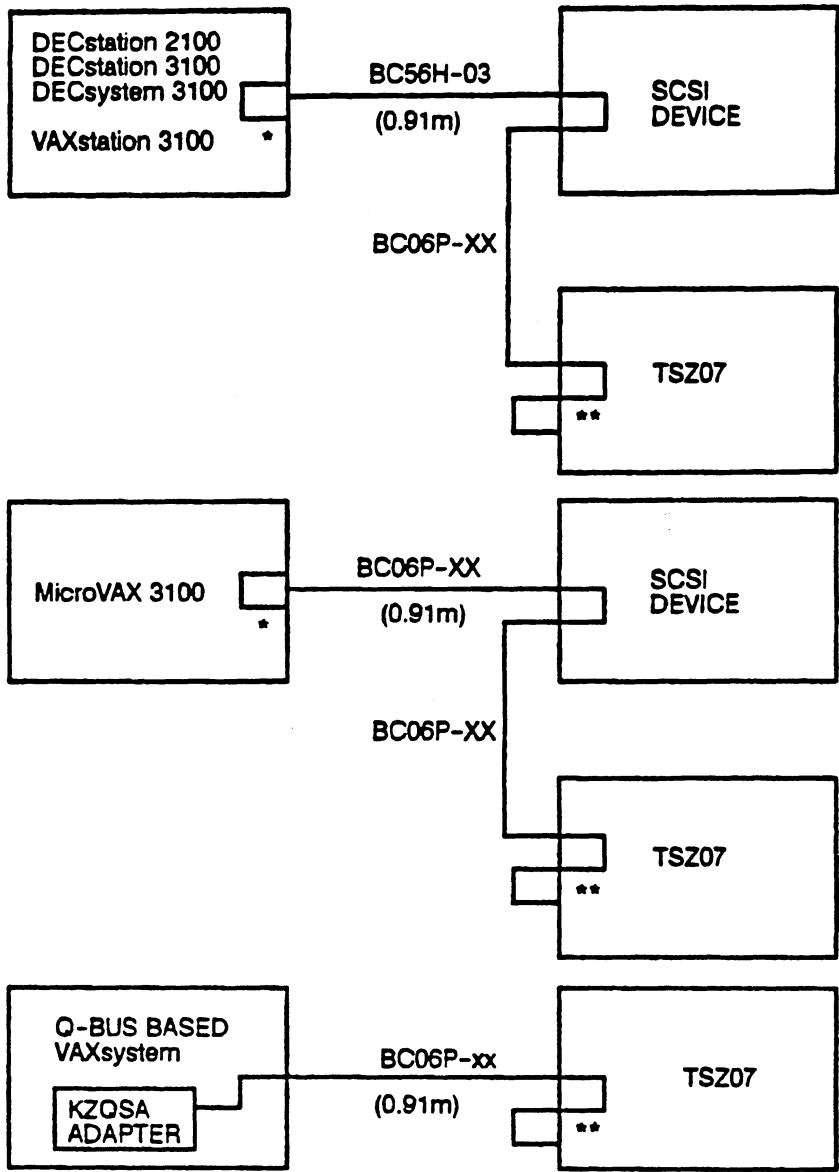 DECstation 2100
DECstation 3100
DECsystem 3100
VAXstation 3100
*
BC56H-03
(0.91m)
SCSI
DEVICE
BC06P-XX
TSZ07
**
MicroVAX 3100
*
BC06P-XX
(0.91m)
SCSI
DEVICE
BC06P-XX
TSZ07
**
Q-BUS BASED
VAXsystem
KZQSA
ADAPTER
BC06P-xx
(0.91m)
TSZ07
**